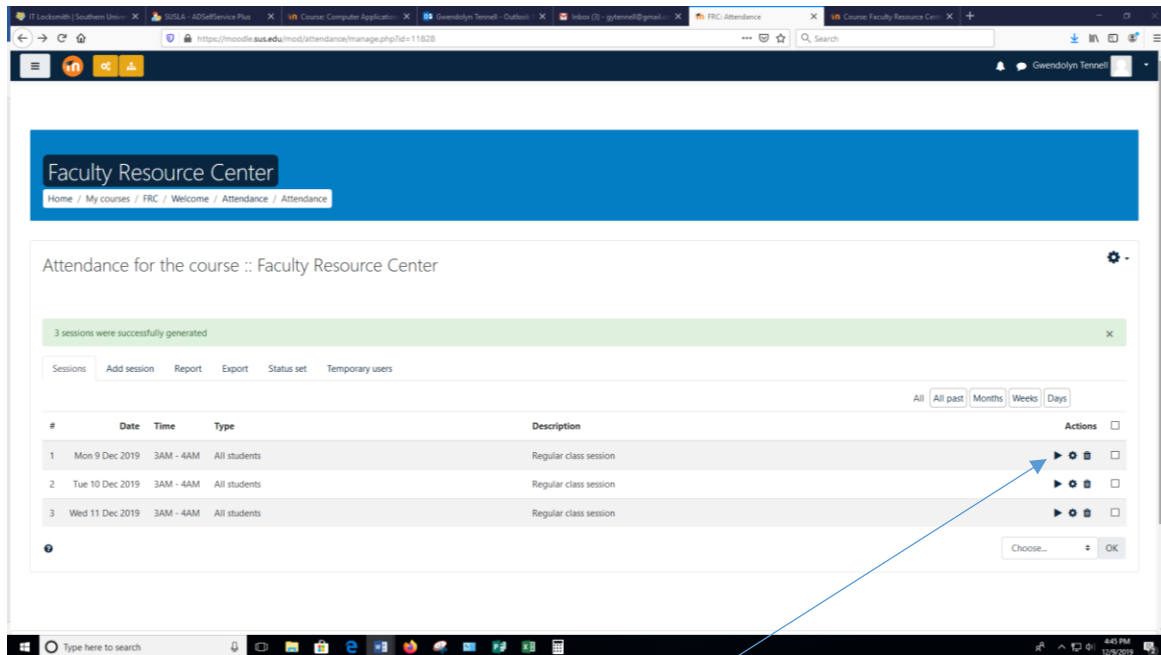 IT Locksmith | Southern Univer
SUSLA - ADSelfService Plus
Course: Computer Application
Gwendolyn Tennell - Outlook
Inbox (3) - gytennell@gmail.c
FRC: Attendance
Course: Faculty Resource Cent
https://moodle.sus.edu/mod/attendance/manage.php?id=11828
Search
Gwendolyn Tennell
Faculty Resource Center
Home / My courses / FRC / Welcome / Attendance / Attendance
Attendance for the course :: Faculty Resource Center
3 sessions were successfully generated
Sessions Add session Report Export Status set Temporary users
All All past Months Weeks Days
# Date Time Type Description Actions
1 Mon 9 Dec 2019 3AM - 4AM All students Regular class session
2 Tue 10 Dec 2019 3AM - 4AM All students Regular class session
3 Wed 11 Dec 2019 3AM - 4AM All students Regular class session
Choose... OK
Type here to search
4:45 PM
12/9/2019